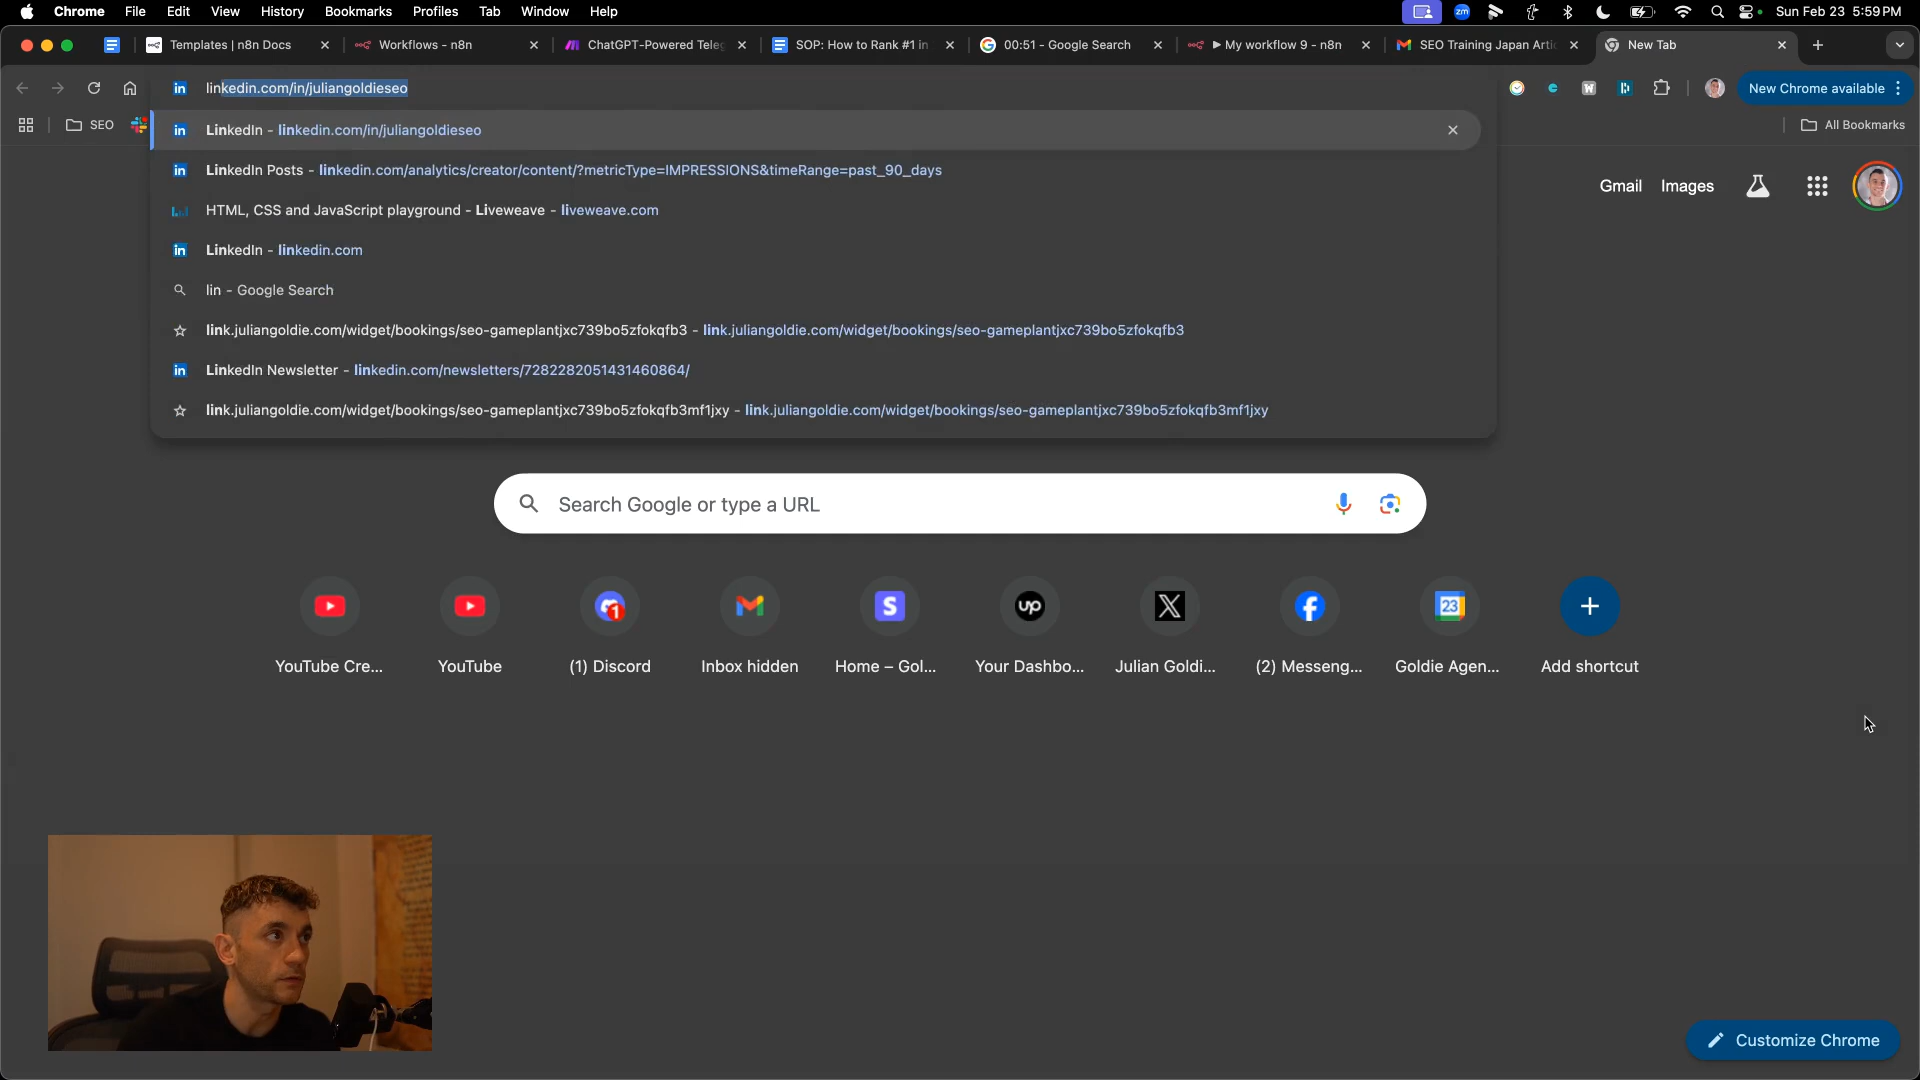 Chrome File Edit View History Bookmarks Profiles Tab Window Help
zm
Sun Feb 23 5:59 PM
Templates | n8n Docs
Workflows - n8n
ChatGPT-Powered Teleg
SOP: How to Rank #1 in
00:51 - Google Search
My workflow 9 - n8n
SEO Training Japan Artic
New Tab
linkedin.com/in/juliangoldieseo
New Chrome available
SEO
All Bookmarks
LinkedIn - linkedin.com/in/juliangoldieseo
LinkedIn Posts - linkedin.com/analytics/creator/content/?metricType=IMPRESSIONS&timeRange=past_90_days
HTML, CSS and JavaScript playground - Liveweave - liveweave.com
LinkedIn - linkedin.com
lin - Google Search
link.juliangoldie.com/widget/bookings/seo-gameplantjxc739bo5zfokqfb3 - link.juliangoldie.com/widget/bookings/seo-gameplantjxc739bo5zfokqfb3
LinkedIn Newsletter - linkedin.com/newsletters/7282282051431460864/
link.juliangoldie.com/widget/bookings/seo-gameplantjxc739bo5zfokqfb3mf1jxy - link.juliangoldie.com/widget/bookings/seo-gameplantjxc739bo5zfokqfb3mf1jxy
Gmail Images
Search Google or type a URL
YouTube Cre...
YouTube
(1) Discord
Inbox hidden
Home – Gol...
Your Dashbo...
Julian Goldi...
(2) Messeng...
Goldie Agen...
Add shortcut
Customize Chrome